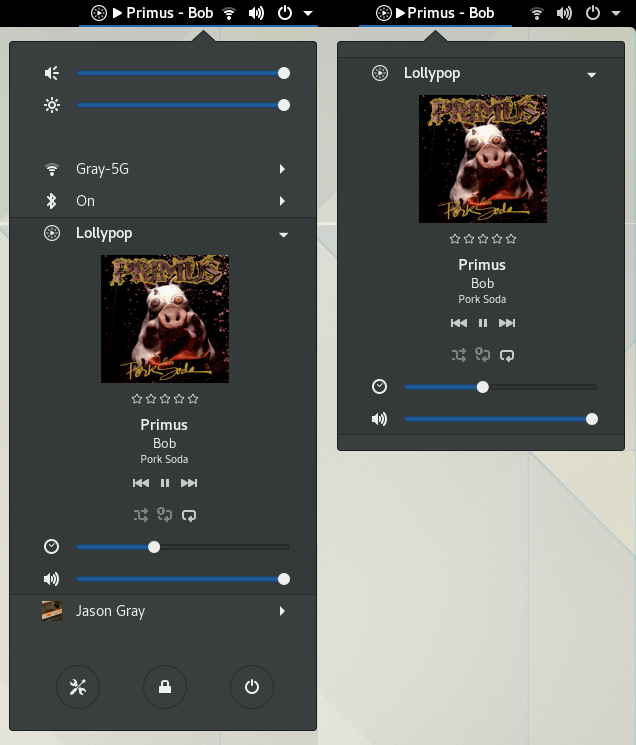 Primus - Bob
Gray-5G
On
Lollypop
PRIMUS
Pork Soda
Primus
Bob
Pork Soda
Jason Gray
Primus - Bob
Lollypop
PRIMUS
Pork Soda
Primus
Bob
Pork Soda